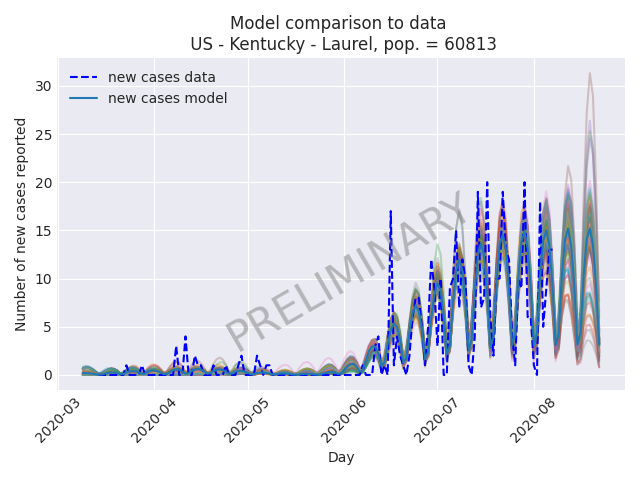 Model comparison to data
US - Kentucky - Laurel, pop. = 60813
new cases data
new cases model
Number of new cases reported
30
25
20
15
10
5
0
PRELIMINARY
2020-03
2020-04
2020-05
2020-06
2020-07
2020-08
Day